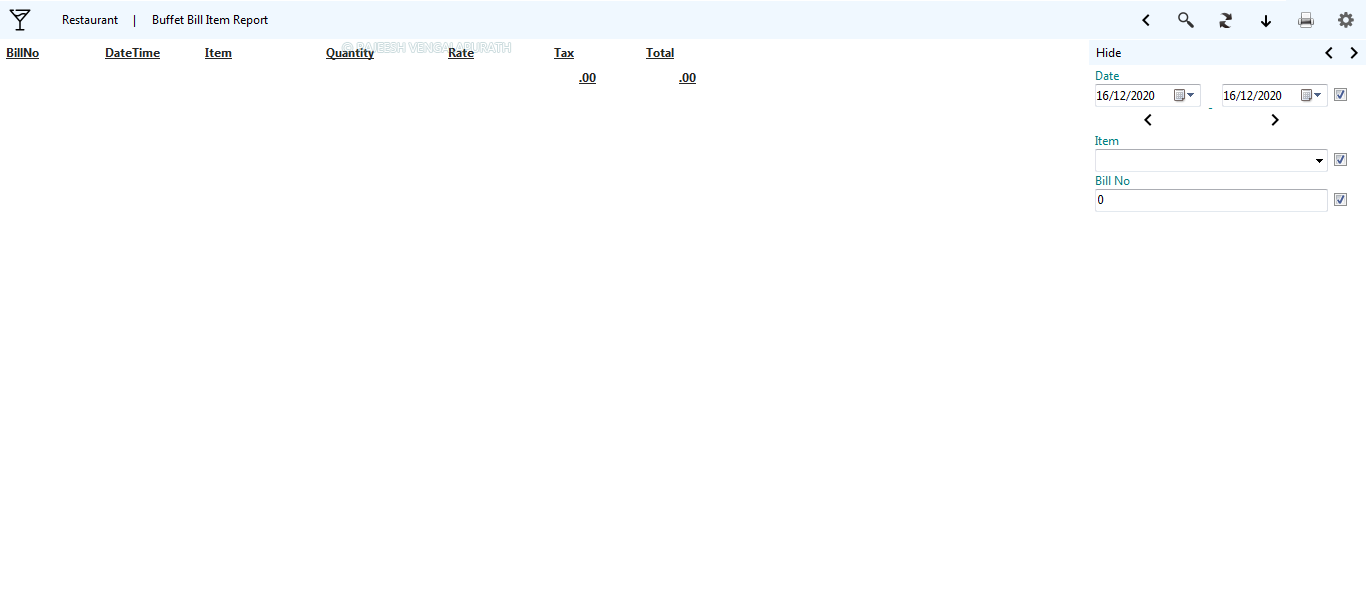 Restaurant | Buffet Bill Item Report
© RAJEESH VENGALAPURATH
BillNo DateTime Item Quantity Rate Tax Total
.00 .00
Hide
Date
16/12/2020 - 16/12/2020
Item
Bill No
0